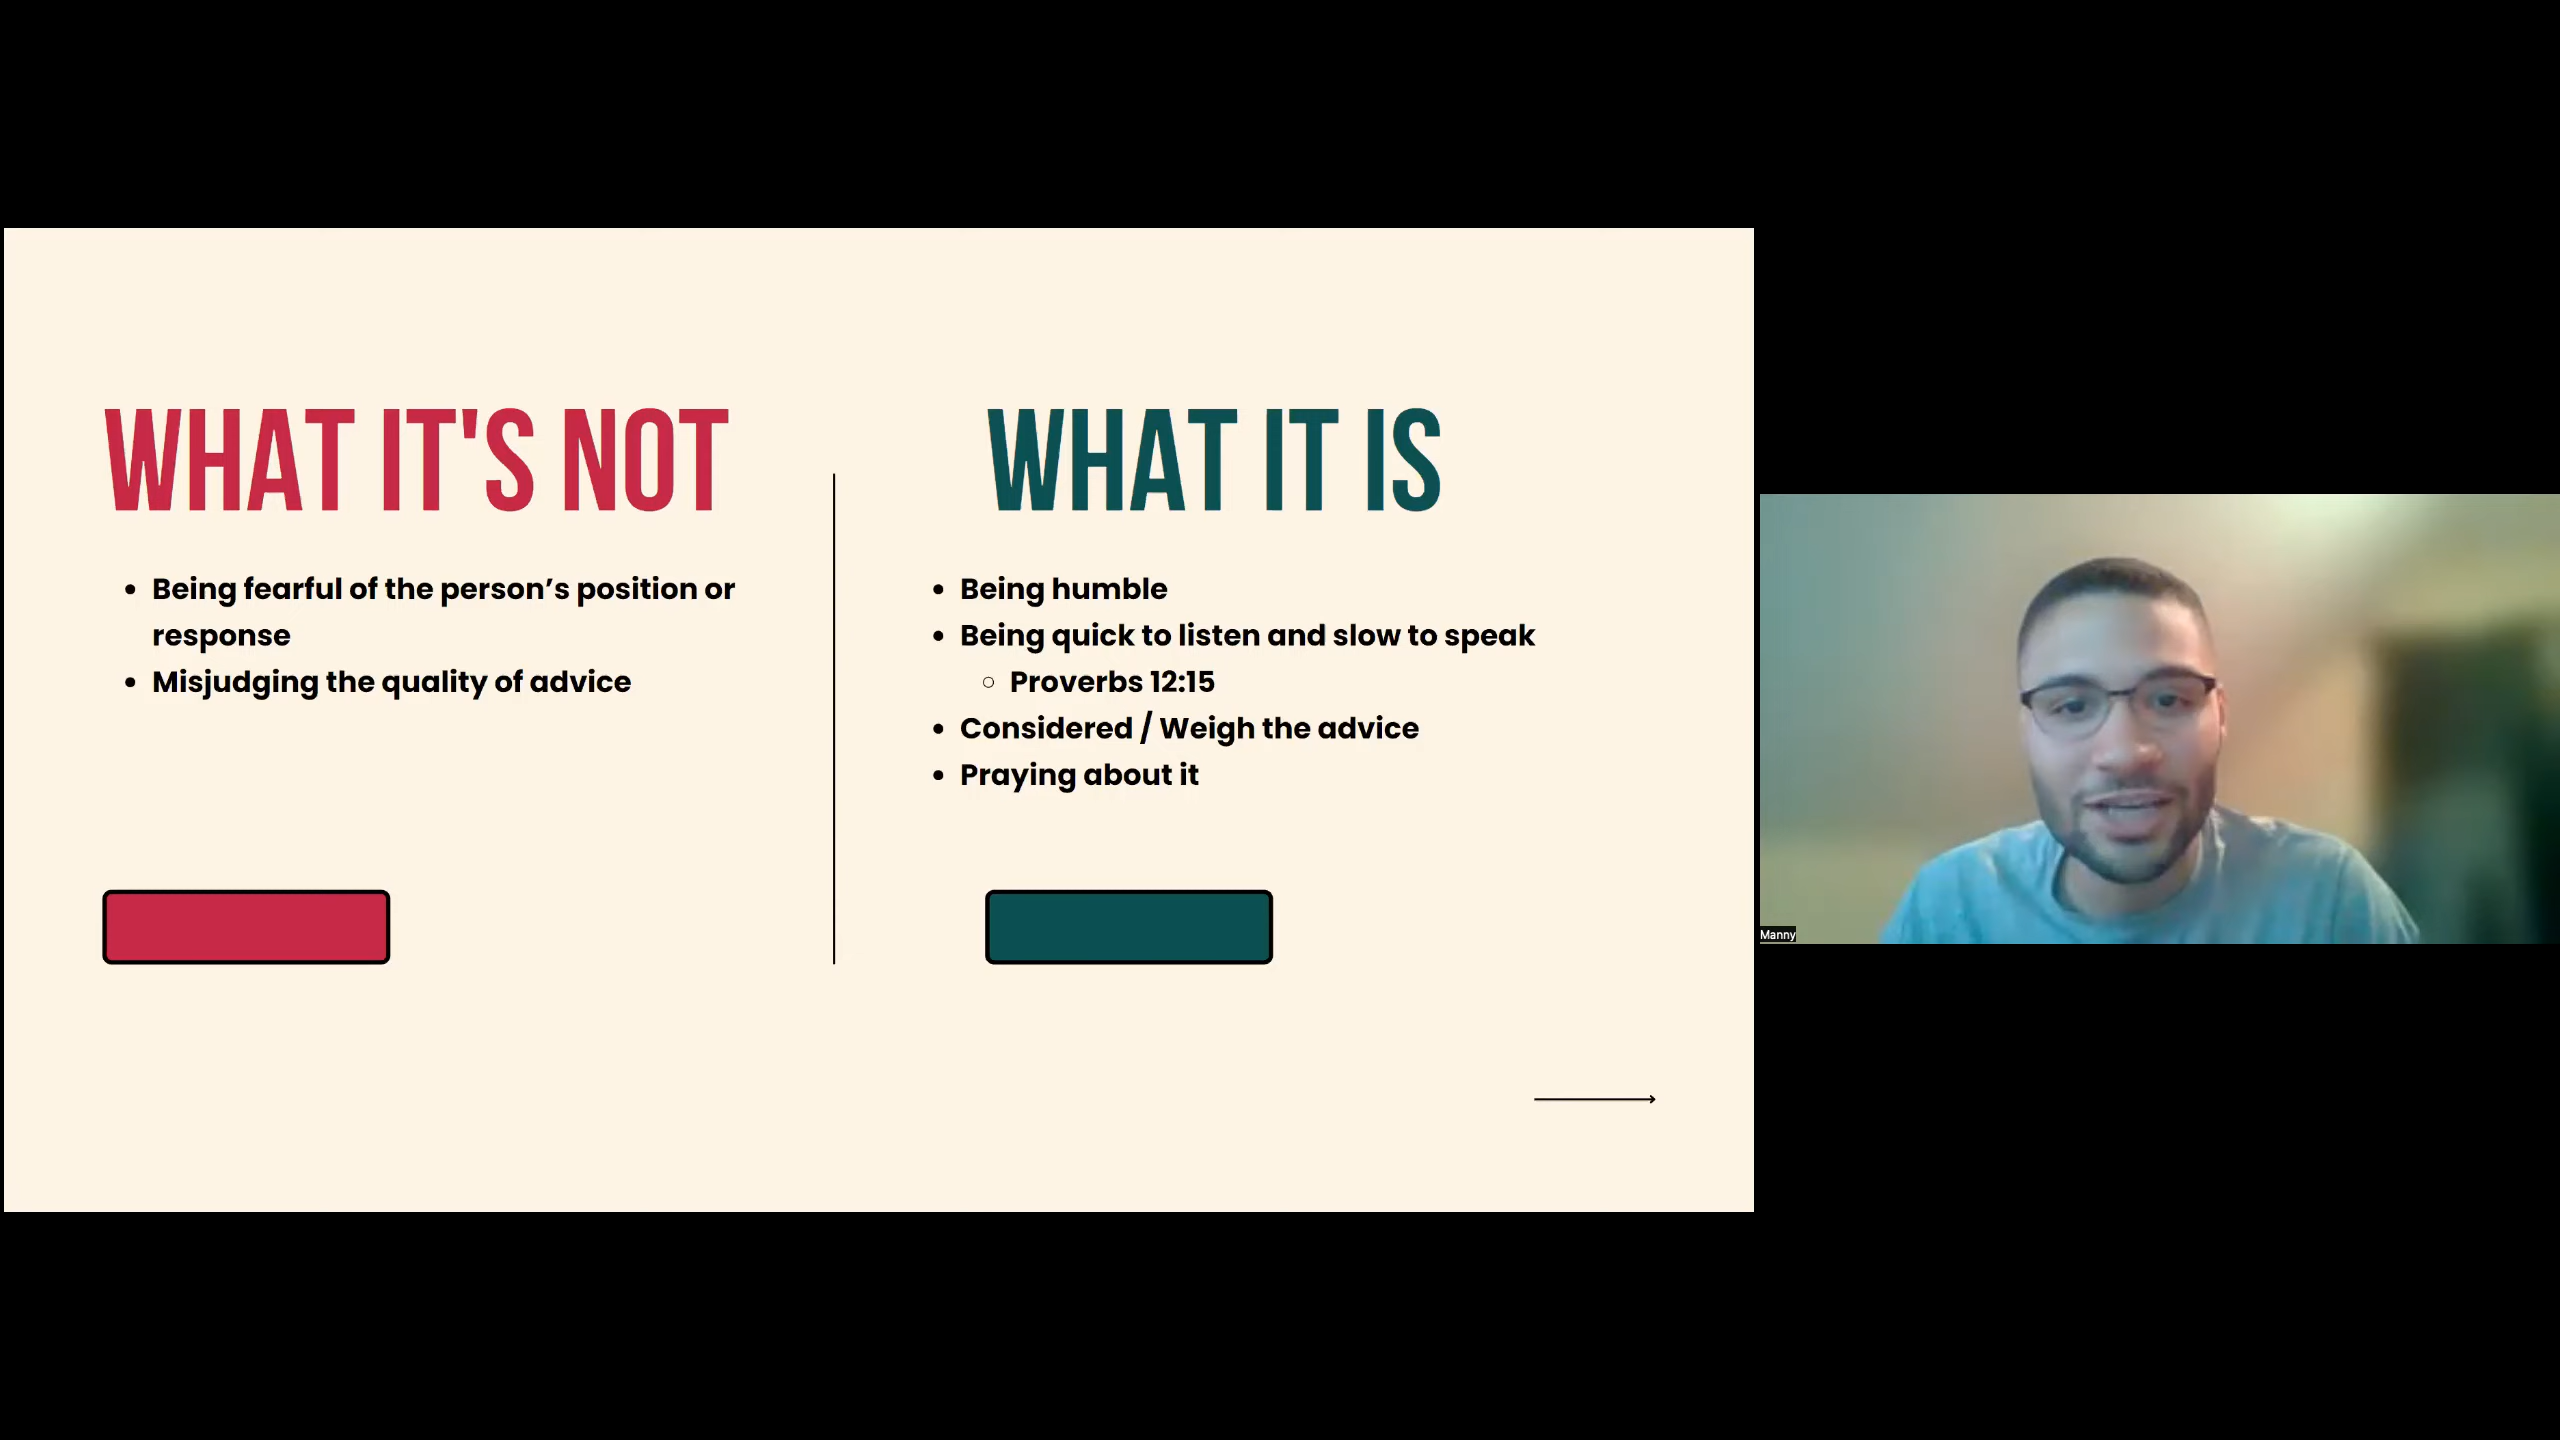 WHAT IT'S NOT
Being fearful of the person’s position or
response
Misjudging the quality of advice
WHAT IT IS
Being humble
Being quick to listen and slow to speak
Proverbs 12:15
Considered / Weigh the advice
Praying about it
Manny